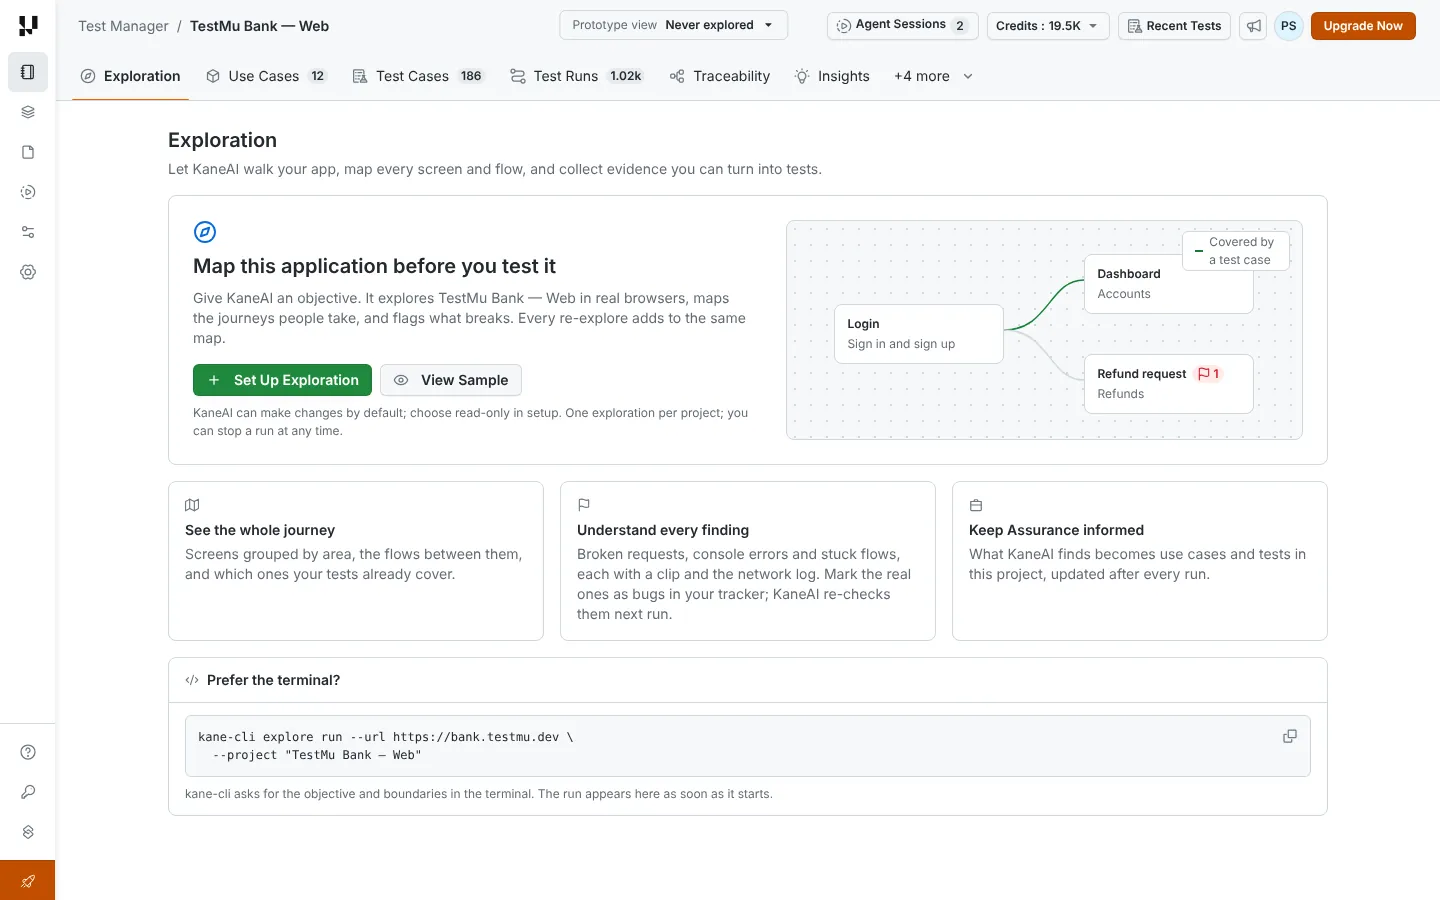 Test Manager / TestMu Bank — Web
Prototype view Never explored
Agent Sessions 2
Credits : 19.5K
Recent Tests
PS
Upgrade Now
Exploration
Use Cases 12
Test Cases 186
Test Runs 1.02k
Traceability
Insights
+4 more
Exploration
Let KaneAI walk your app, map every screen and flow, and collect evidence you can turn into tests.
Map this application before you test it
Give KaneAI an objective. It explores TestMu Bank — Web in real browsers, maps
the journeys people take, and flags what breaks. Every re-explore adds to the same
map.
Set Up Exploration
View Sample
KaneAI can make changes by default; choose read-only in setup. One exploration per project; you
can stop a run at any time.
Covered by
a test case
Dashboard
Accounts
Login
Sign in and sign up
Refund request 1
Refunds
See the whole journey
Screens grouped by area, the flows between them,
and which ones your tests already cover.
Understand every finding
Broken requests, console errors and stuck flows,
each with a clip and the network log. Mark the real
ones as bugs in your tracker; KaneAI re-checks
them next run.
Keep Assurance informed
What KaneAI finds becomes use cases and tests in
this project, updated after every run.
Prefer the terminal?
kane-cli explore run --url https://bank.testmu.dev \
--project "TestMu Bank — Web"
kane-cli asks for the objective and boundaries in the terminal. The run appears here as soon as it starts.